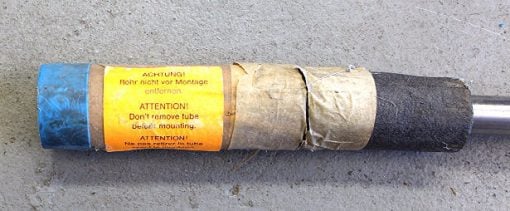 ACHTUNG!
Rohr nicht vor Montage
entfernen
ATTENTION!
Don't remove tube
before mounting.
ATTENTION!
Ne pas retirer le tube